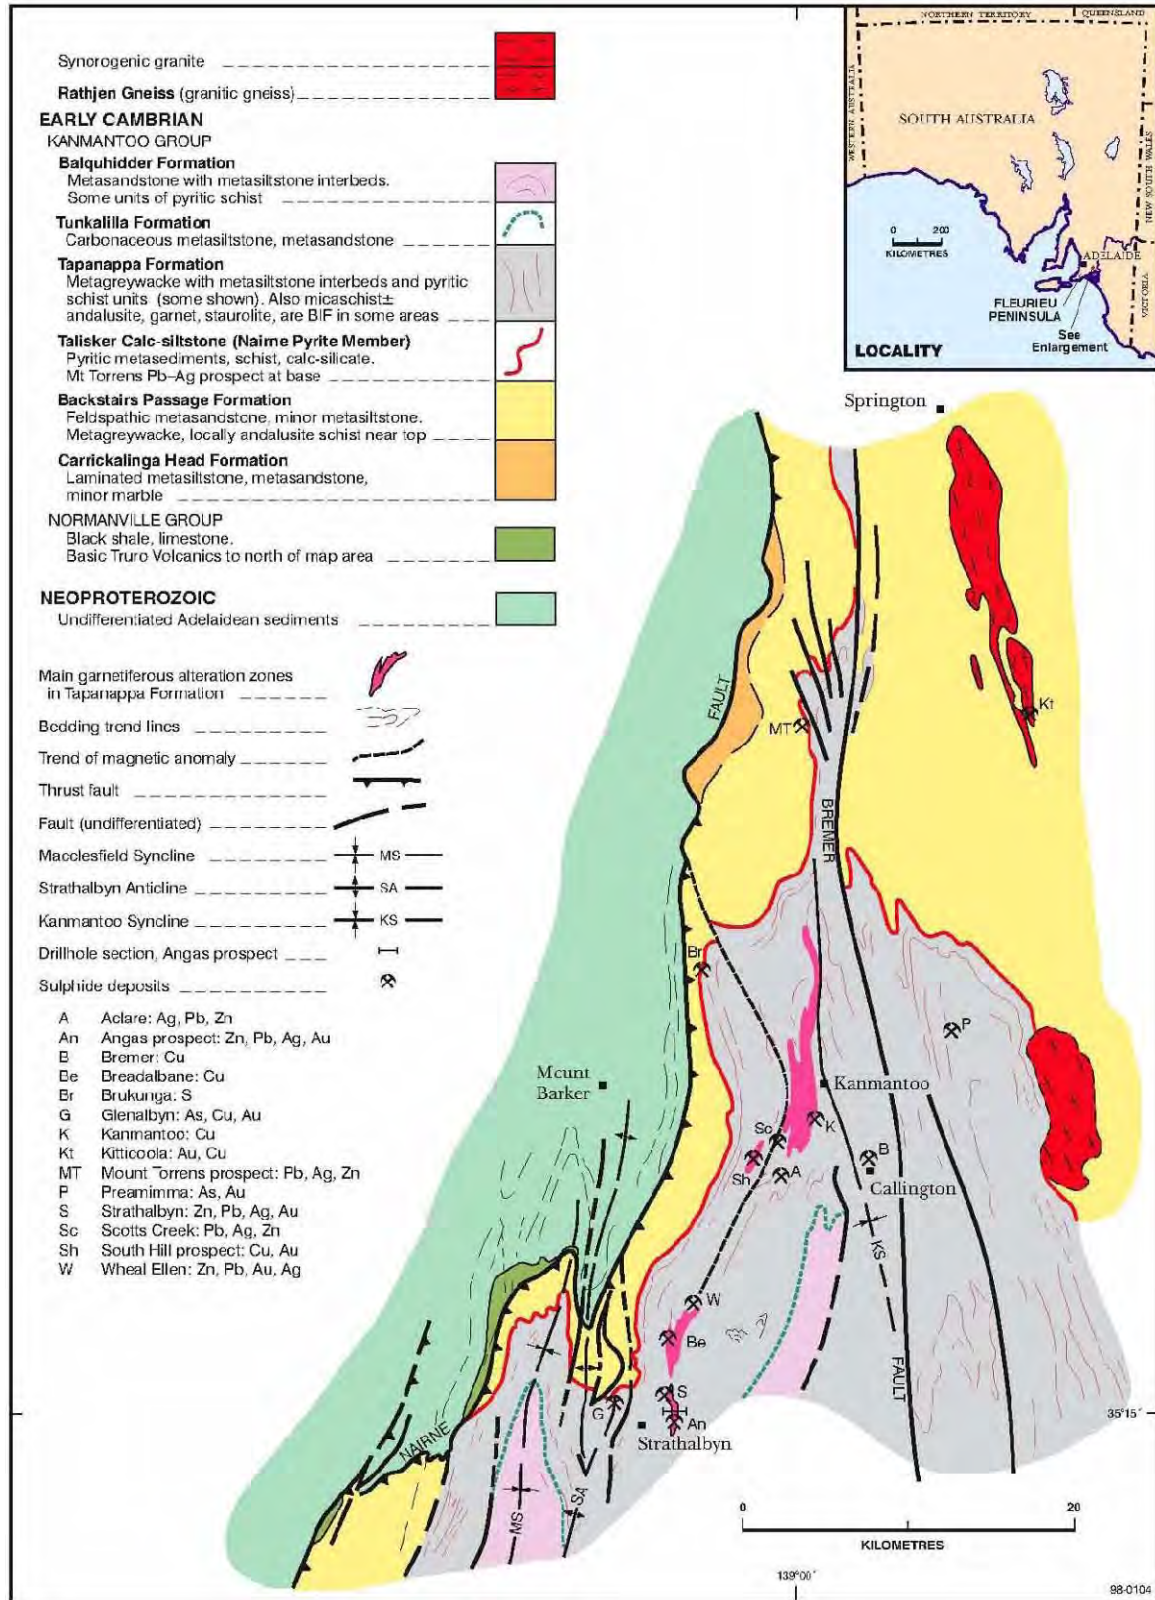 Synorogenic granite
Rathjen Gneiss (granitic gneiss)
EARLY CAMBRIAN
KANMANTOO GROUP
Balquhidder Formation
Metasandstone with metasiltstone interbeds.
Some units of pyritic schist
Tunkalilla Formation
Carbonaceous metasiltstone, metasandstone
Tapanappa Formation
Metagreywacke with metasiltstone interbeds and pyritic
schist units (some shown). Also micaschist±
andalusite, garnet, staurolite, are BIF in some areas
Talisker Calc-siltstone (Nairne Pyrite Member)
Pyritic metasediments, schist, calc-silicate.
Mt Torrens Pb–Ag prospect at base
Backstairs Passage Formation
Feldspathic metasandstone, minor metasiltstone.
Metagreywacke, locally andalusite schist near top
Carrickalinga Head Formation
Laminated metasiltstone, metasandstone,
minor marble
NORMANVILLE GROUP
Black shale, limestone.
Basic Truro Volcanics to north of map area
NEOPROTEROZOIC
Undifferentiated Adelaidean sediments
Main garnetiferous alteration zones
in Tapanappa Formation
Bedding trend lines
Trend of magnetic anomaly
Thrust fault
Fault (undifferentiated)
Macclesfield Syncline
MS
Strathalbyn Anticline
SA
Kanmantoo Syncline
KS
Drillhole section, Angas prospect
Sulphide deposits
A Aclare: Ag, Pb, Zn
An Angas prospect: Zn, Pb, Ag, Au
B Bremer: Cu
Be Breadalbane: Cu
Br Brukunga: S
G Glenalbyn: As, Cu, Au
K Kanmantoo: Cu
Kt Kitticoola: Au, Cu
MT Mount Torrens prospect: Pb, Ag, Zn
P Preamimma: As, Au
S Strathalbyn: Zn, Pb, Ag, Au
Sc Scotts Creek: Pb, Ag, Zn
Sh South Hill prospect: Cu, Au
W Wheal Ellen: Zn, Pb, Au, Ag
NORTHERN TERRITORY
QUEENSLAND
WESTERN AUSTRALIA
SOUTH AUSTRALIA
NEW SOUTH WALES
VICTORIA
0 200
KILOMETRES
ADELAIDE
FLEURIEU
PENINSULA
See
Enlargement
LOCALITY
Springton
FAULT
MT
Kt
BREMER
Br
P
Mount
Barker
Kanmantoo
K
Sc
Sh
A
B
Callington
KS
W
Be
FAULT
S
G
An
Strathalbyn
NAIRNE
MS
SA
35°15´
0 20
KILOMETRES
139°00´
98-0104